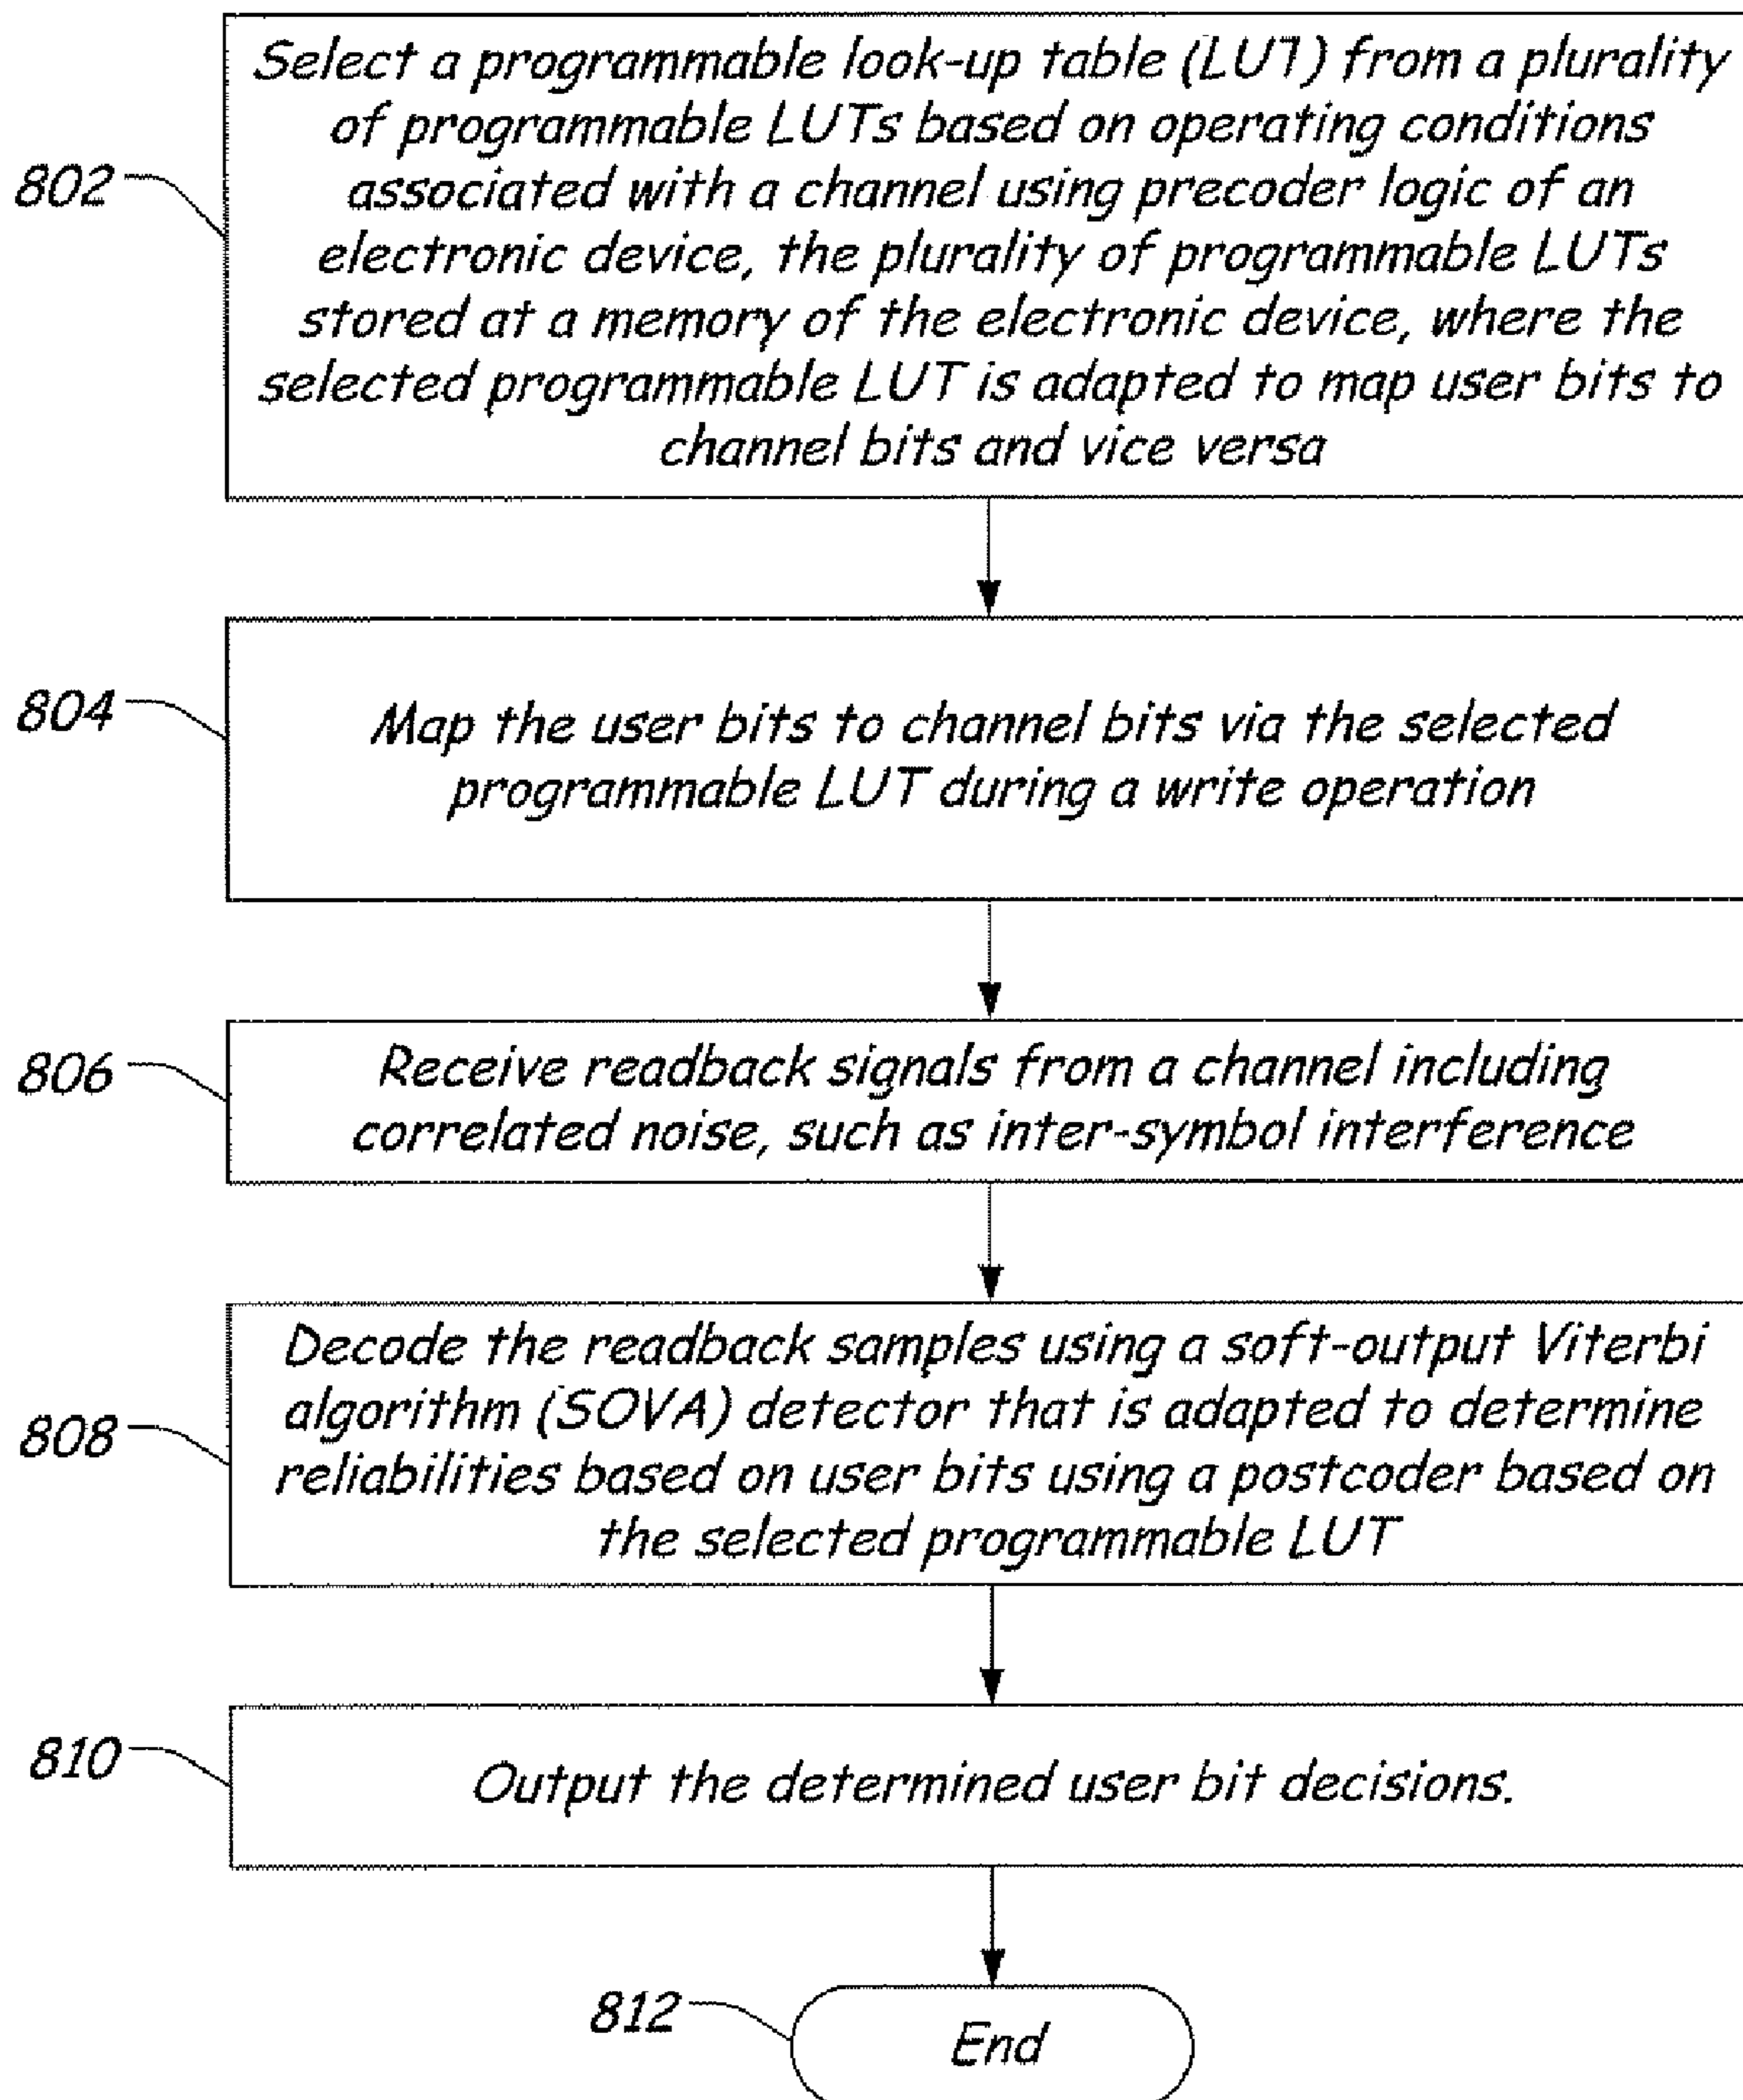 Select a programmable look-up table (LUT) from a plurality
of programmable LUTs based on operating conditions
802
associated with a channel using precoder logic of an
electronic device, the plurality of programmable LUTs
stored at a memory of the electronic device, where the
selected programmable LUT is adapted to map user bits to
channel bits and vice versa
804
Map the user bits to channel bits via the selected
programmable LUT during a write operation
806
Receive readback signals from a channel including
correlated noise, such as inter-symbol interference
Decode the readback samples using a soft-output Viterbi
algorithm (SOVA) detector that is adapted to determine
808
reliabilities based on user bits using a postcoder based on
the selected programmable LUT
810
Output the determined user bit decisions.
812
End